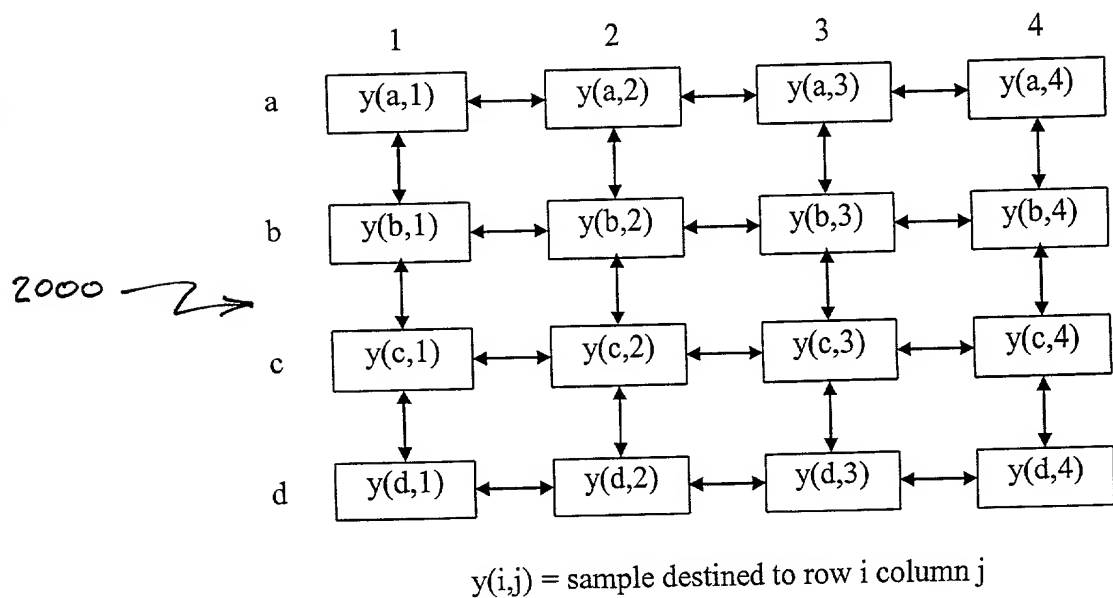 1 2 3 4
a y(a,1) y(a,2) y(a,3) y(a,4)
b y(b,1) y(b,2) y(b,3) y(b,4)
2000
c y(c,1) y(c,2) y(c,3) y(c,4)
d y(d,1) y(d,2) y(d,3) y(d,4)
y(i,j) = sample destined to row i column j